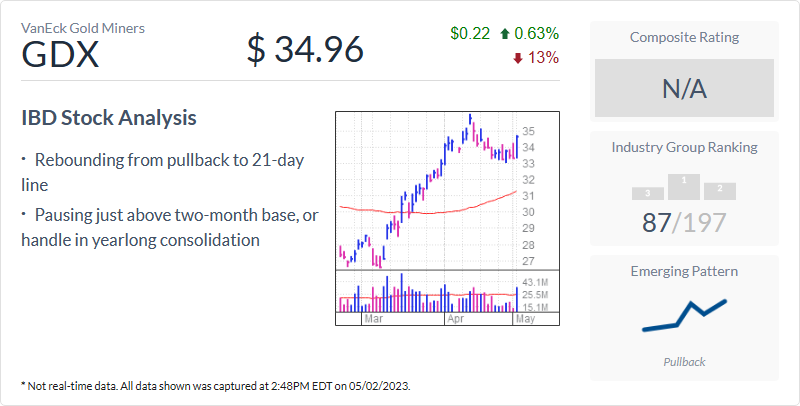 VanEck Gold Miners
GDX
$ 34.96
$0.22 0.63%
13%
IBD Stock Analysis
· Rebounding from pullback to 21-day
line
· Pausing just above two-month base, or
handle in yearlong consolidation
35
34
33
32
31
30
29
28
27
43.1M
25.5M
15.1M
Mar Apr May
Composite Rating
N/A
Industry Group Ranking
3 1 2
87/197
Emerging Pattern
Pullback
* Not real-time data. All data shown was captured at 2:48PM EDT on 05/02/2023.